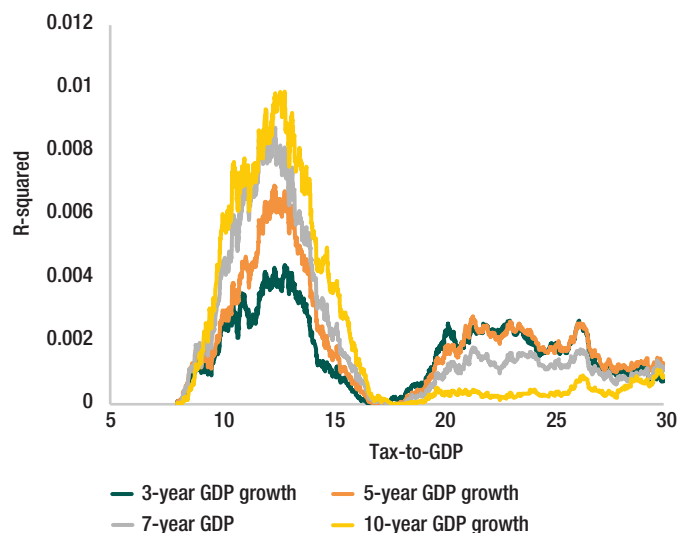 0.012
0.01
0.008
0.006
0.004
0.002
0
R-squared
5 10 15 20 25 30
Tax-to-GDP
3-year GDP growth 5-year GDP growth
7-year GDP 10-year GDP growth